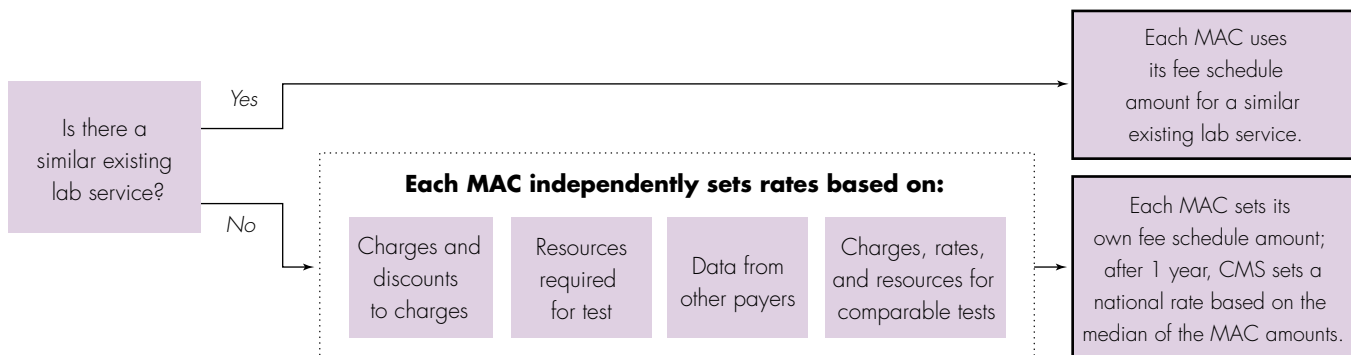 Is there a
similar existing
lab service?
Yes
Each MAC uses
its fee schedule
amount for a similar
existing lab service.
No
Each MAC independently sets rates based on:
Charges and
discounts
to charges
Resources
required
for test
Data from
other payers
Charges, rates,
and resources for
comparable tests
Each MAC sets its
own fee schedule amount;
after 1 year, CMS sets a
national rate based on the
median of the MAC amounts.